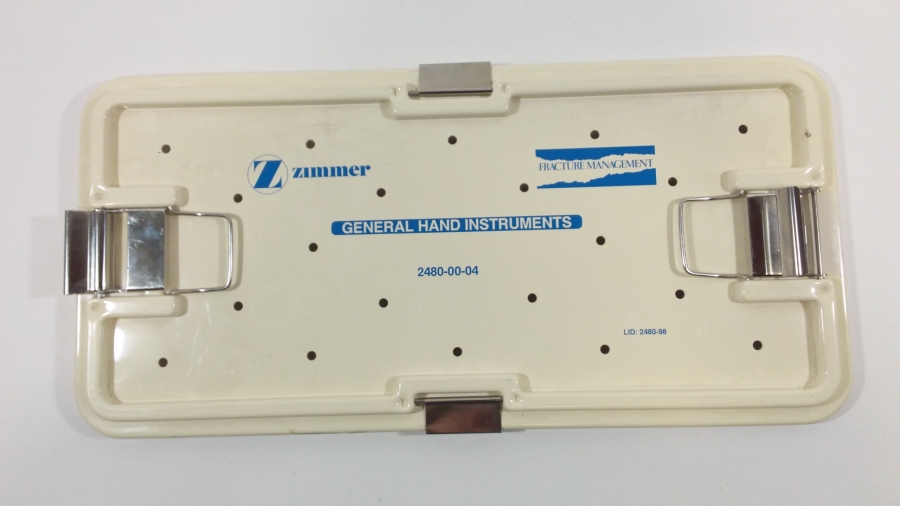 Z zimmer
FRACTURE MANAGEMENT
GENERAL HAND INSTRUMENTS
2480-00-04
LID: 2480-98